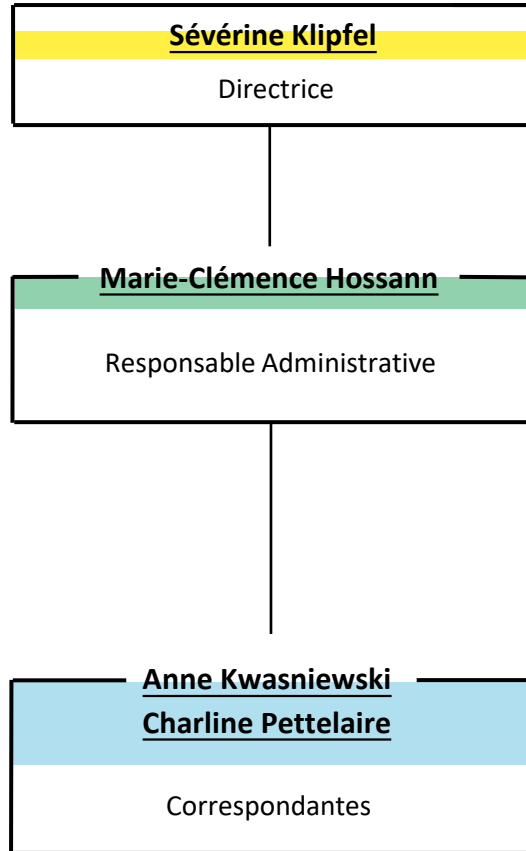 Sévérine Klipfel
Directrice
Marie-Clémence Hossann
Responsable Administrative
Anne Kwasniewski
Charline Pettelaire
Correspondantes